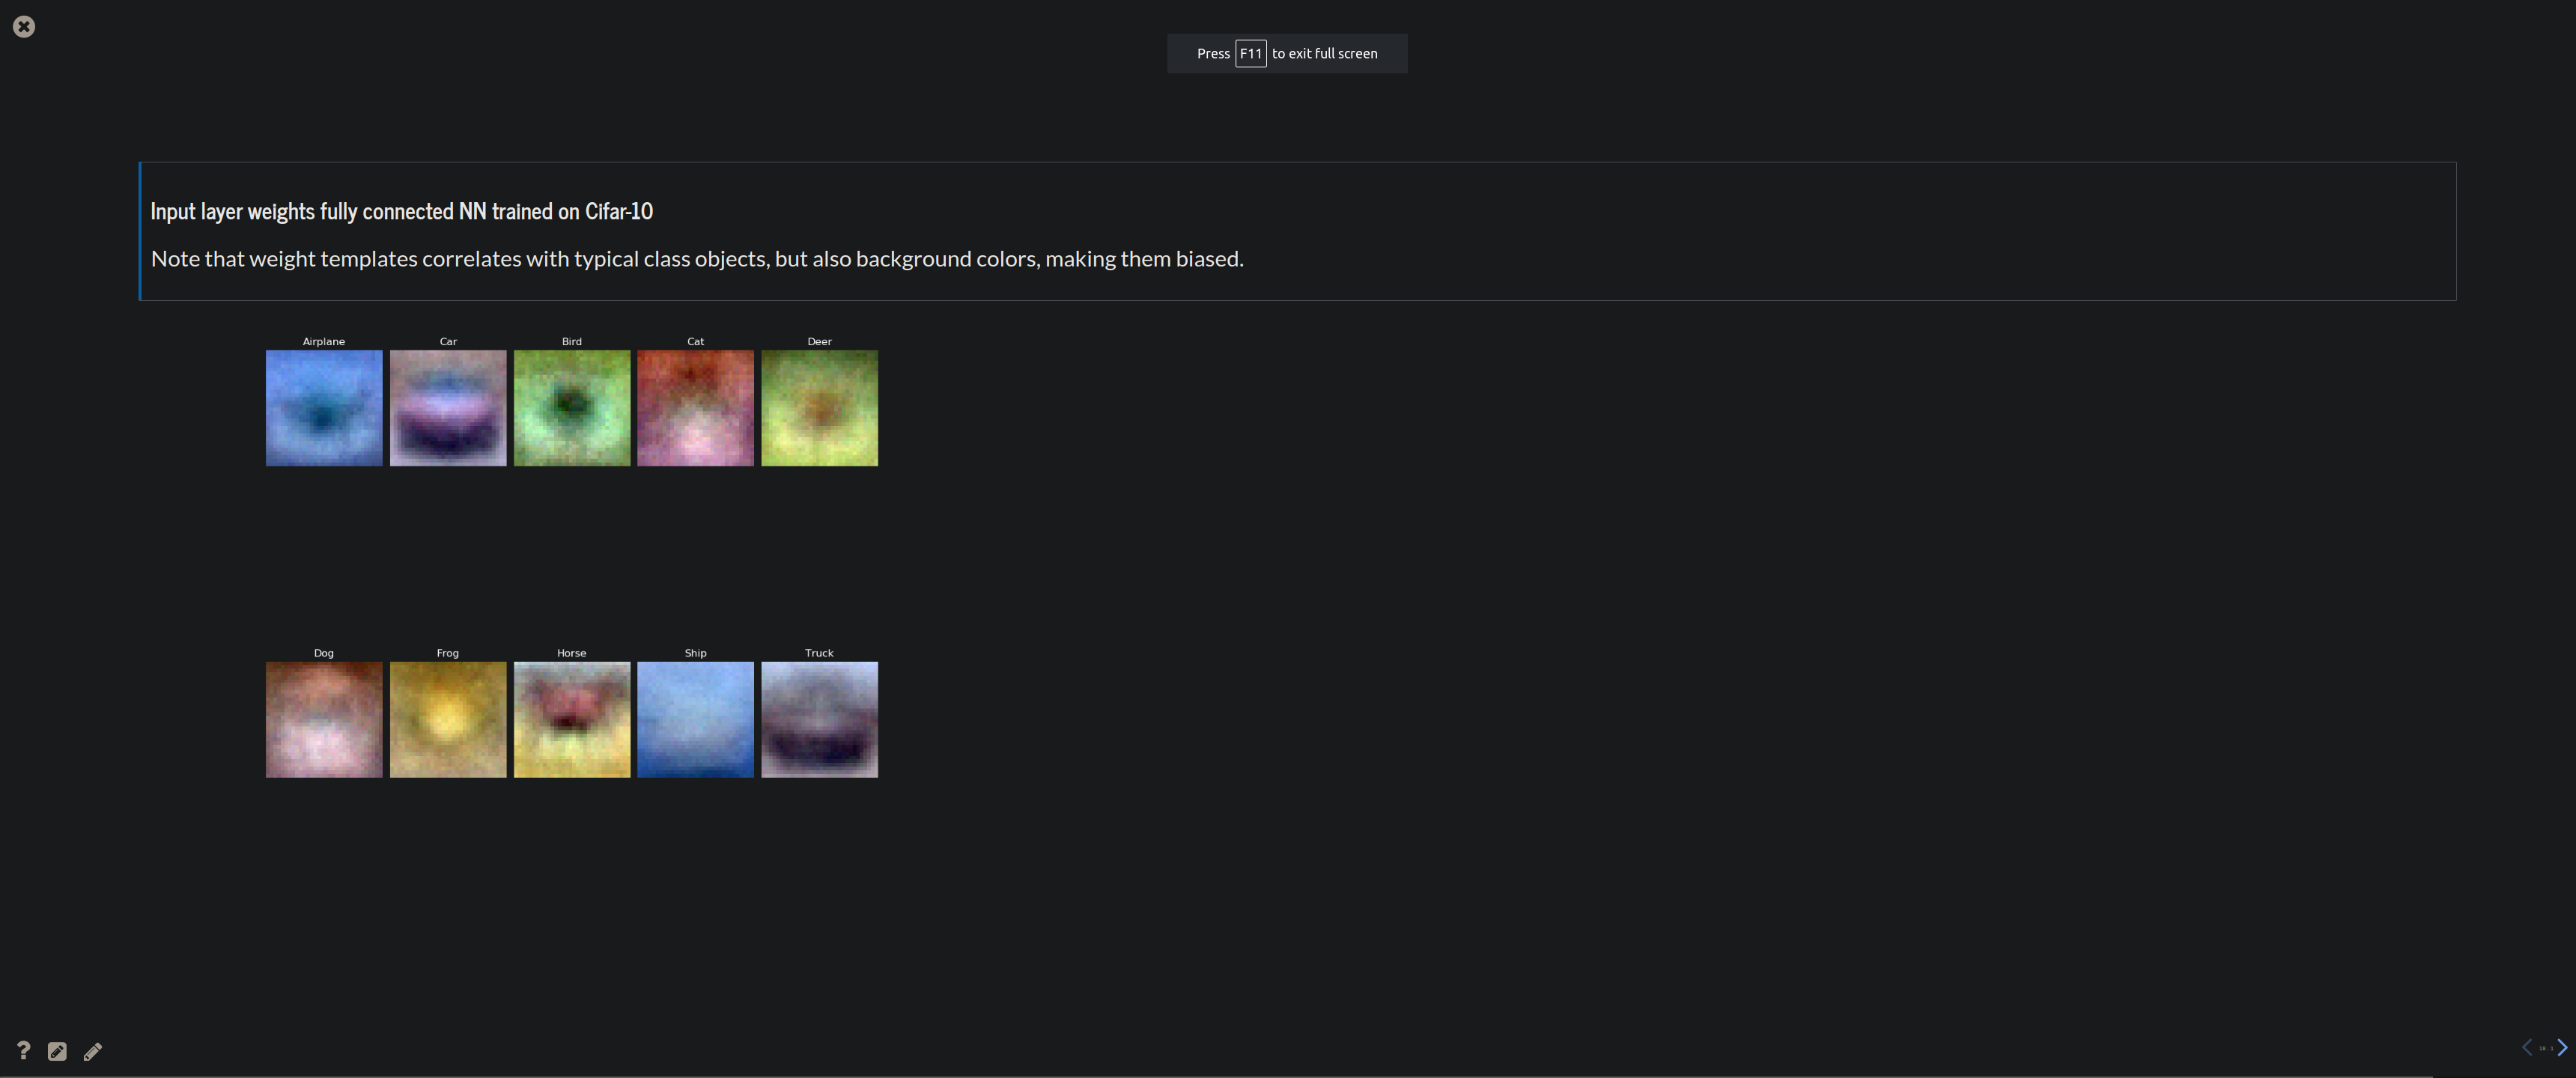 Press F11 to exit full screen
Input layer weights fully connected NN trained on Cifar-10
Note that weight templates correlates with typical class objects, but also background colors, making them biased.
Airplane Car Bird Cat Deer
Dog Frog Horse Ship Truck
?